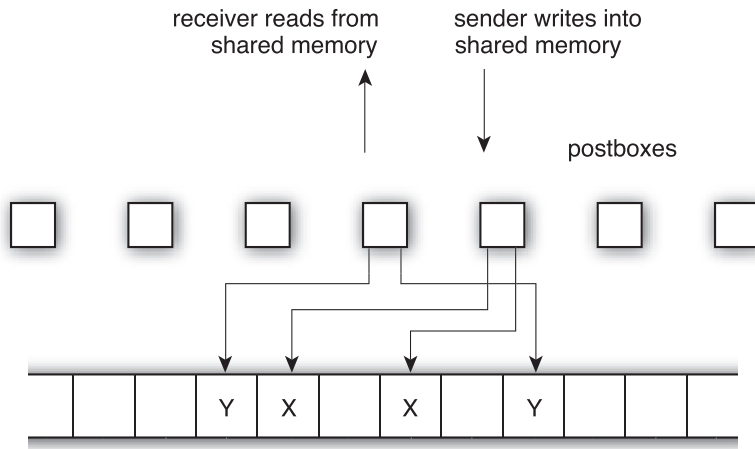 receiver reads from
shared memory
sender writes into
shared memory
postboxes
Y
X
X
Y